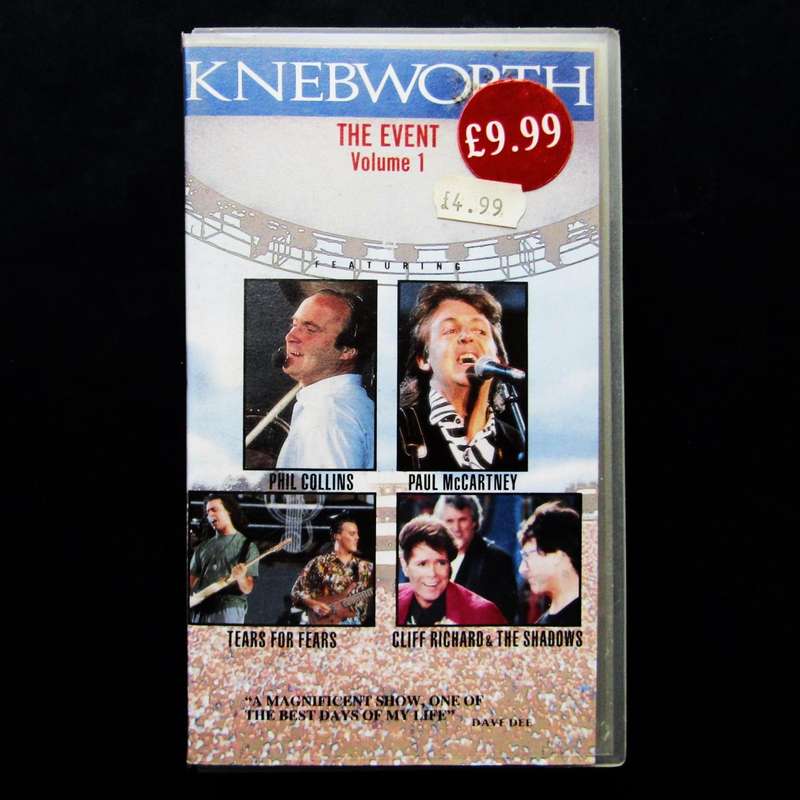 KNEBWORTH
THE EVENT
Volume 1
£9.99
£4.99
FEATURING
PHIL COLLINS
PAUL McCARTNEY
TEARS FOR FEARS
CLIFF RICHARD & THE SHADOWS
“A MAGNIFICENT SHOW, ONE OF
THE BEST DAYS OF MY LIFE” DAVE DEE